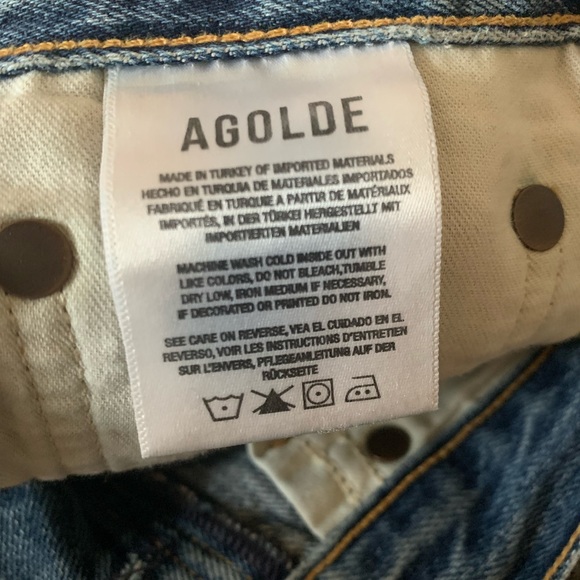 AGOLDE
MADE IN TURKEY OF IMPORTED MATERIALS
HECHO EN TURQUIA DE MATERIALES IMPORTADOS
FABRIQUÉ EN TURQUIE A PARTIR DE MATÉRIAUX
IMPORTÉS, IN DER TÜRKEI HERGESTELLT MIT
IMPORTIERTEN MATERIALIEN
MACHINE WASH COLD INSIDE OUT WITH
LIKE COLORS, DO NOT BLEACH,TUMBLE
DRY LOW, IRON MEDIUM IF NECESSARY,
IF DECORATED OR PRINTED DO NOT IRON.
SEE CARE ON REVERSE, VEA EL CUIDADO EN EL
REVERSO, VOIR LES INSTRUCTIONS D'ENTRETIEN
SUR L'ENVERS, PFLEGEANLEITUNG AUF DER
RÜCKSEITE